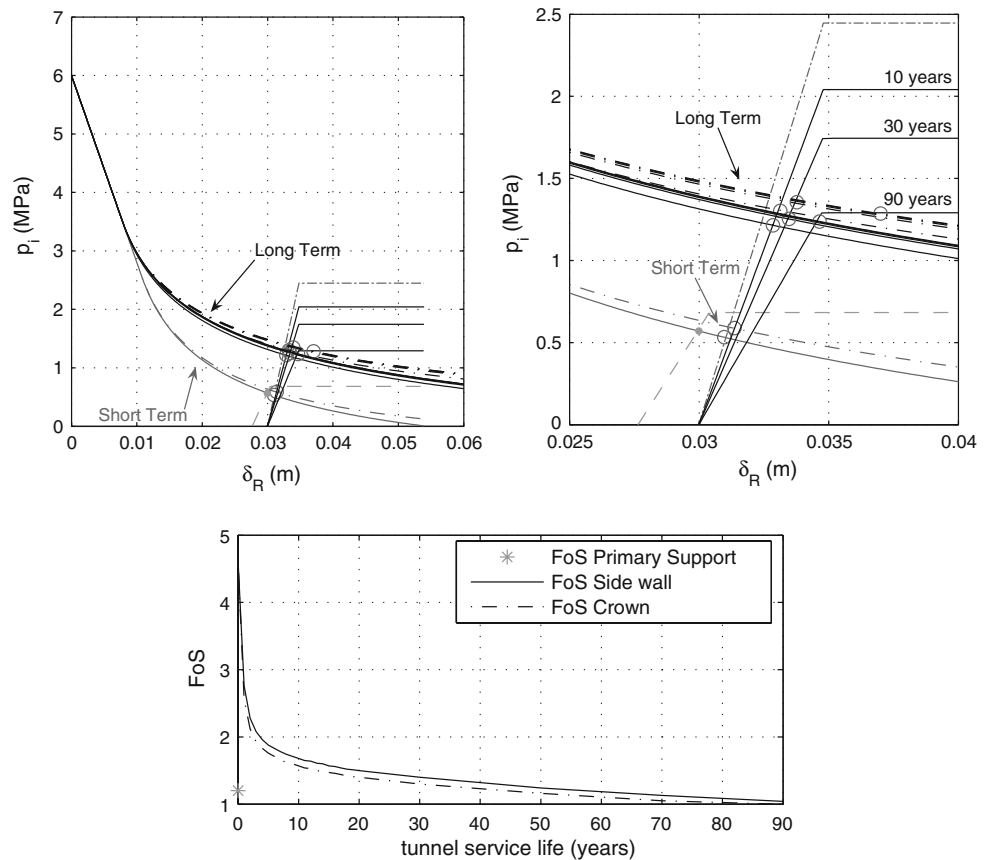 7
6
5
4
3
2
1
0
p_i (MPa)
Long Term
Short Term
0 0.01 0.02 0.03 0.04 0.05 0.06
δ_R (m)
2.5
2
1.5
1
0.5
0
p_i (MPa)
10 years
Long Term
30 years
90 years
Short Term
0.025 0.03 0.035 0.04
δ_R (m)
5
4
3
2
1
FoS
FoS Primary Support
FoS Side wall
FoS Crown
0 10 20 30 40 50 60 70 80 90
tunnel service life (years)